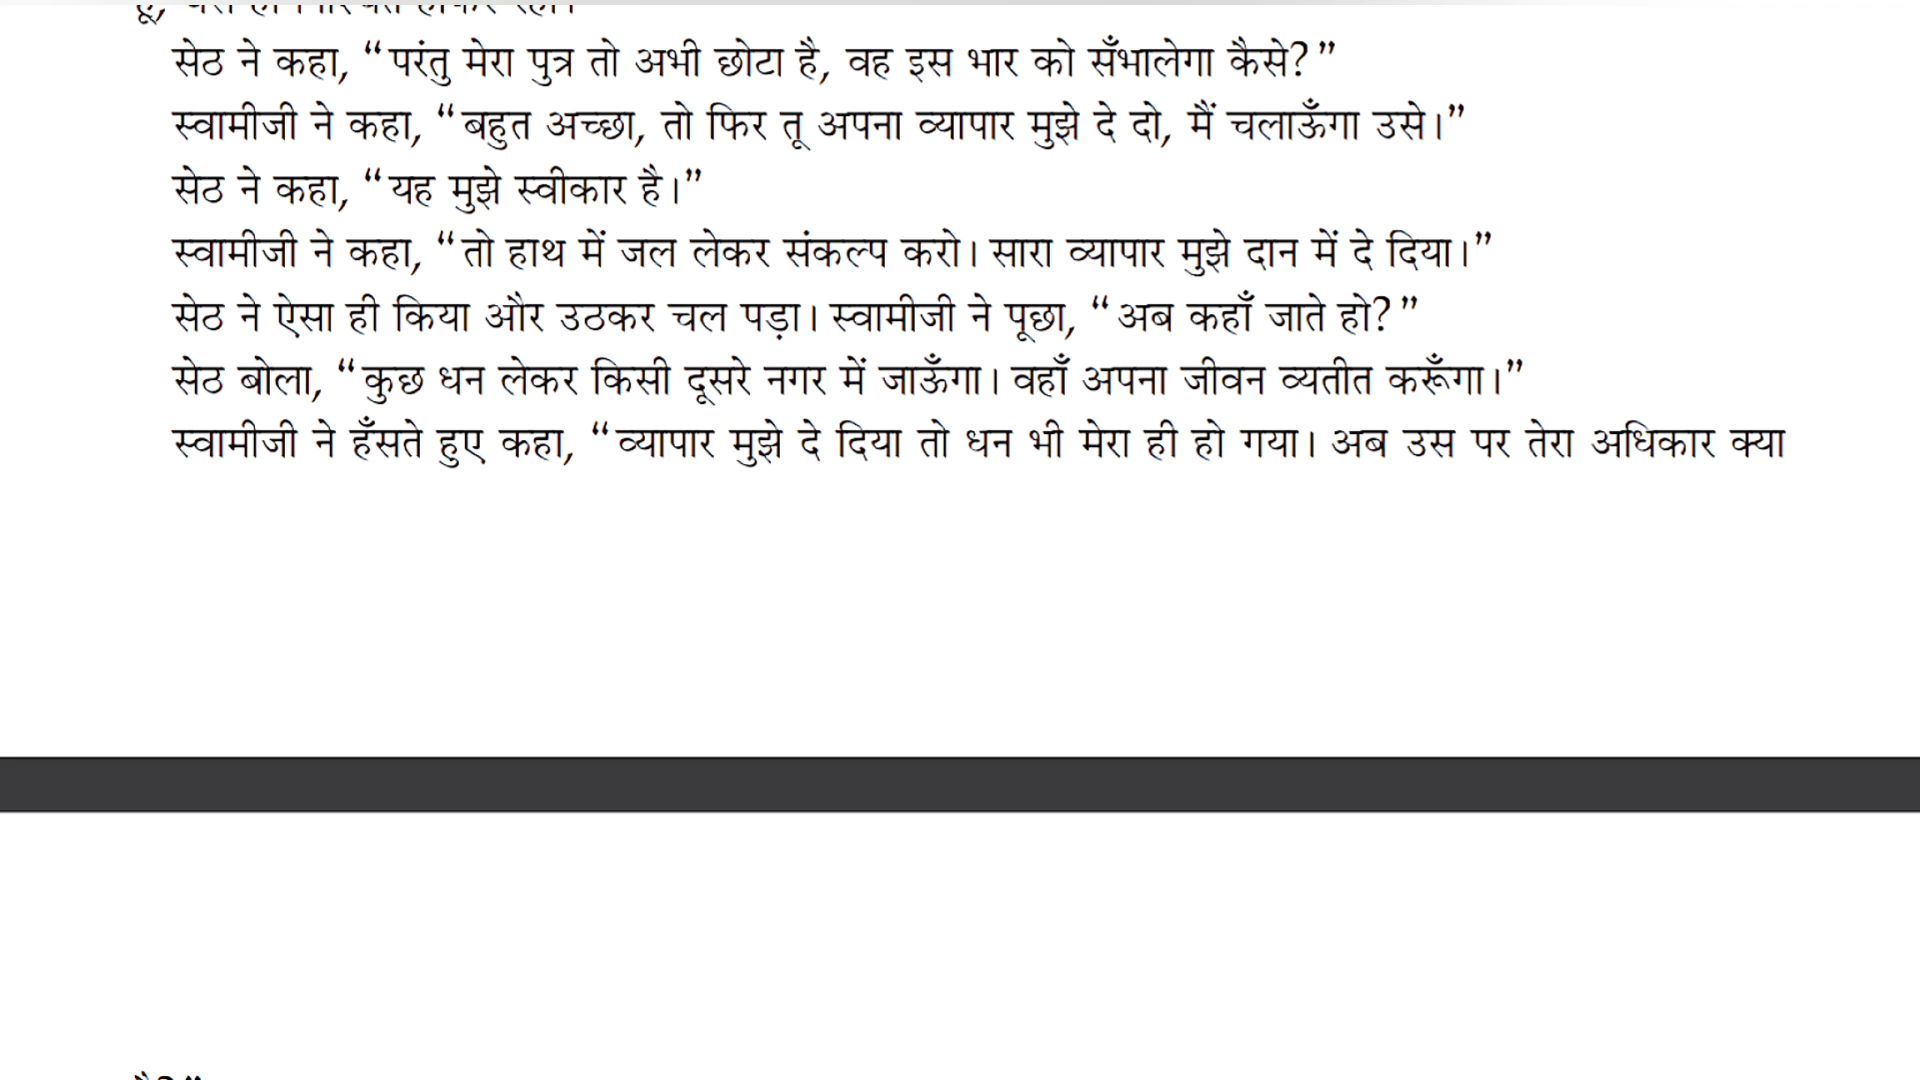 सेठ ने कहा, “परंतु मेरा पुत्र तो अभी छोटा है, वह इस भार को सँभालेगा कैसे?”
स्वामीजी ने कहा, “बहुत अच्छा, तो फिर तू अपना व्यापार मुझे दे दो, मैं चलाऊँगा उसे।”
सेठ ने कहा, “यह मुझे स्वीकार है।”
स्वामीजी ने कहा, “तो हाथ में जल लेकर संकल्प करो। सारा व्यापार मुझे दान में दे दिया।”
सेठ ने ऐसा ही किया और उठकर चल पड़ा। स्वामीजी ने पूछा, “अब कहाँ जाते हो?”
सेठ बोला, “कुछ धन लेकर किसी दूसरे नगर में जाऊँगा। वहाँ अपना जीवन व्यतीत करूँगा।”
स्वामीजी ने हँसते हुए कहा, “व्यापार मुझे दे दिया तो धन भी मेरा ही हो गया। अब उस पर तेरा अधिकार क्या